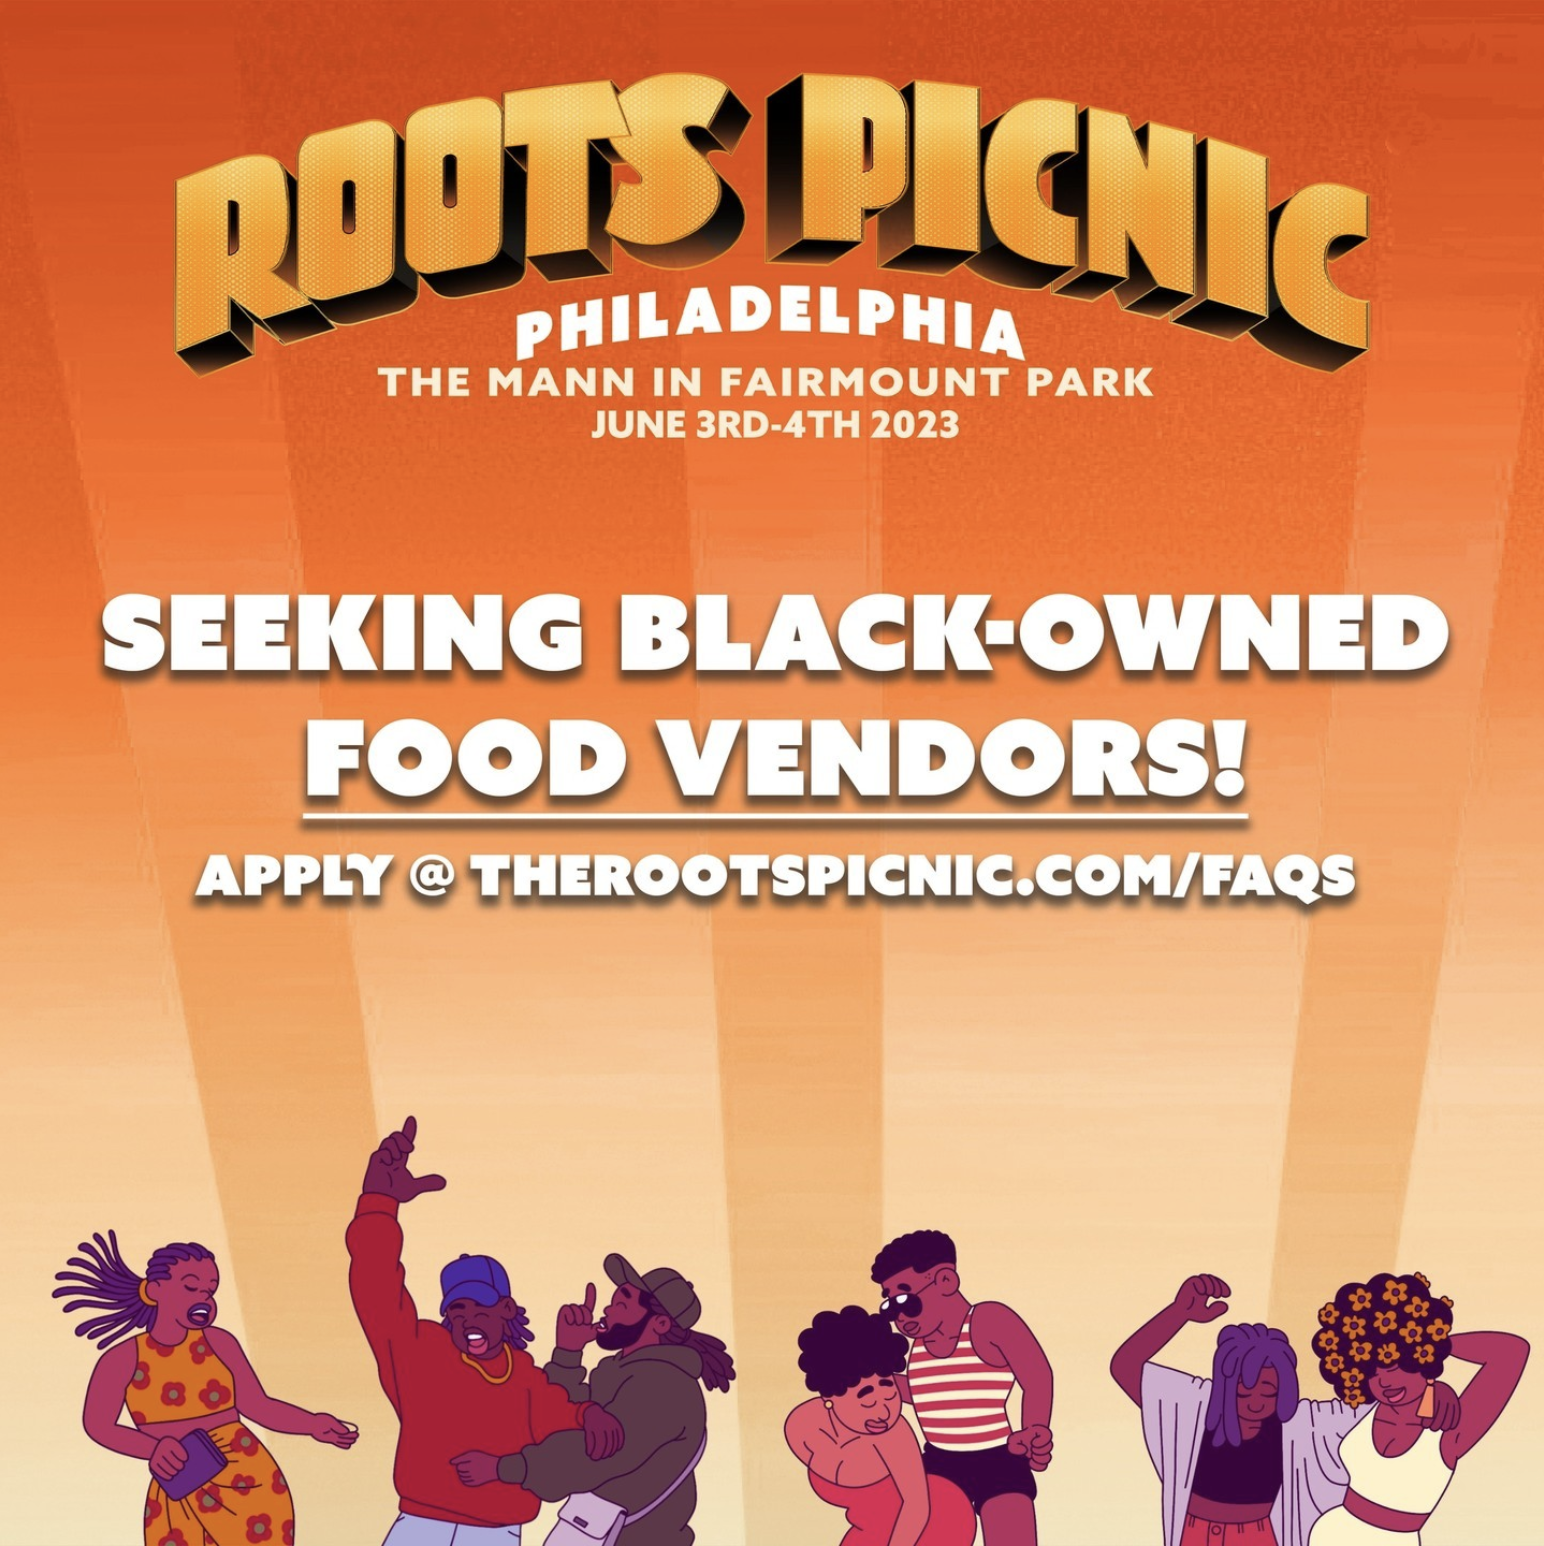 ROOTS PICNIC
PHILADELPHIA
THE MANN IN FAIRMOUNT PARK
JUNE 3RD-4TH 2023
SEEKING BLACK-OWNED
FOOD VENDORS!
APPLY @ THEROOTSPICNIC.COM/FAQS